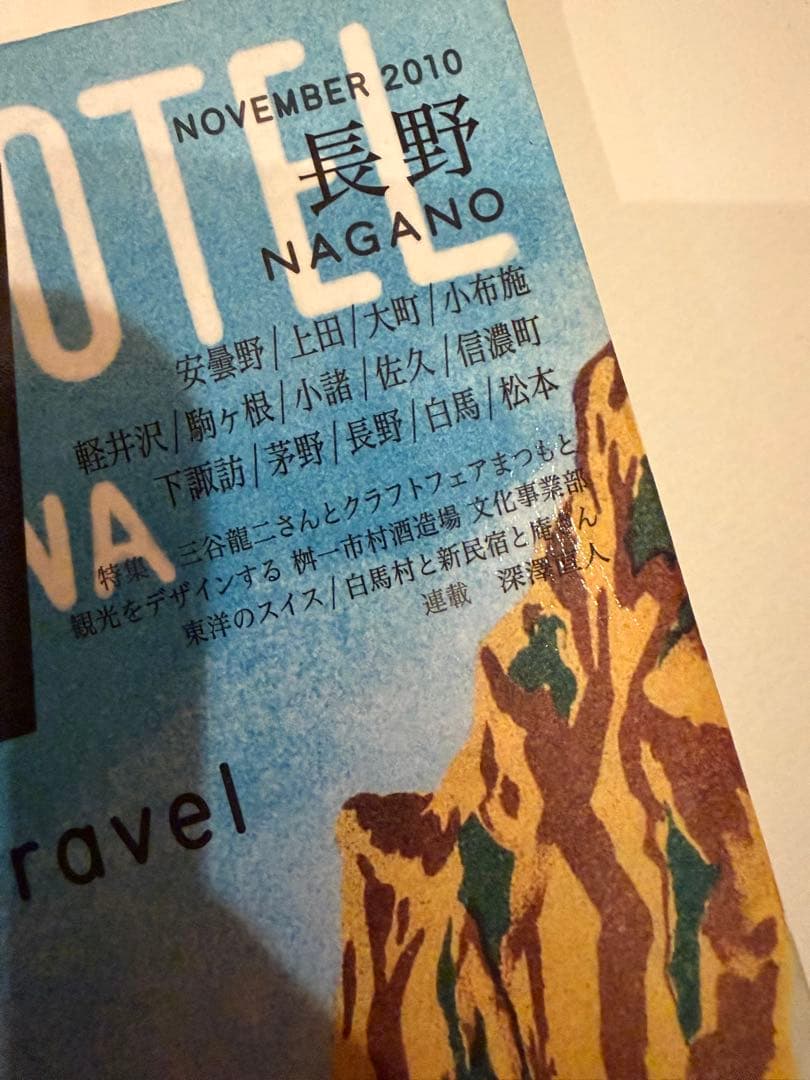 OTEL
NOVEMBER 2010
長野
NAGANO
安曇野/上田/大町/小布施
軽井沢/駒ヶ根/小諸/佐久/信濃町
下諏訪/茅野/長野/白馬/松本
NA
特集 三谷龍二さんとクラフトフェアまつもと
観光をデザインする 桝一市村酒造場 文化事業部
東洋のスイス/白馬村と新民宿と庵さん
連載 深澤直人
ravel